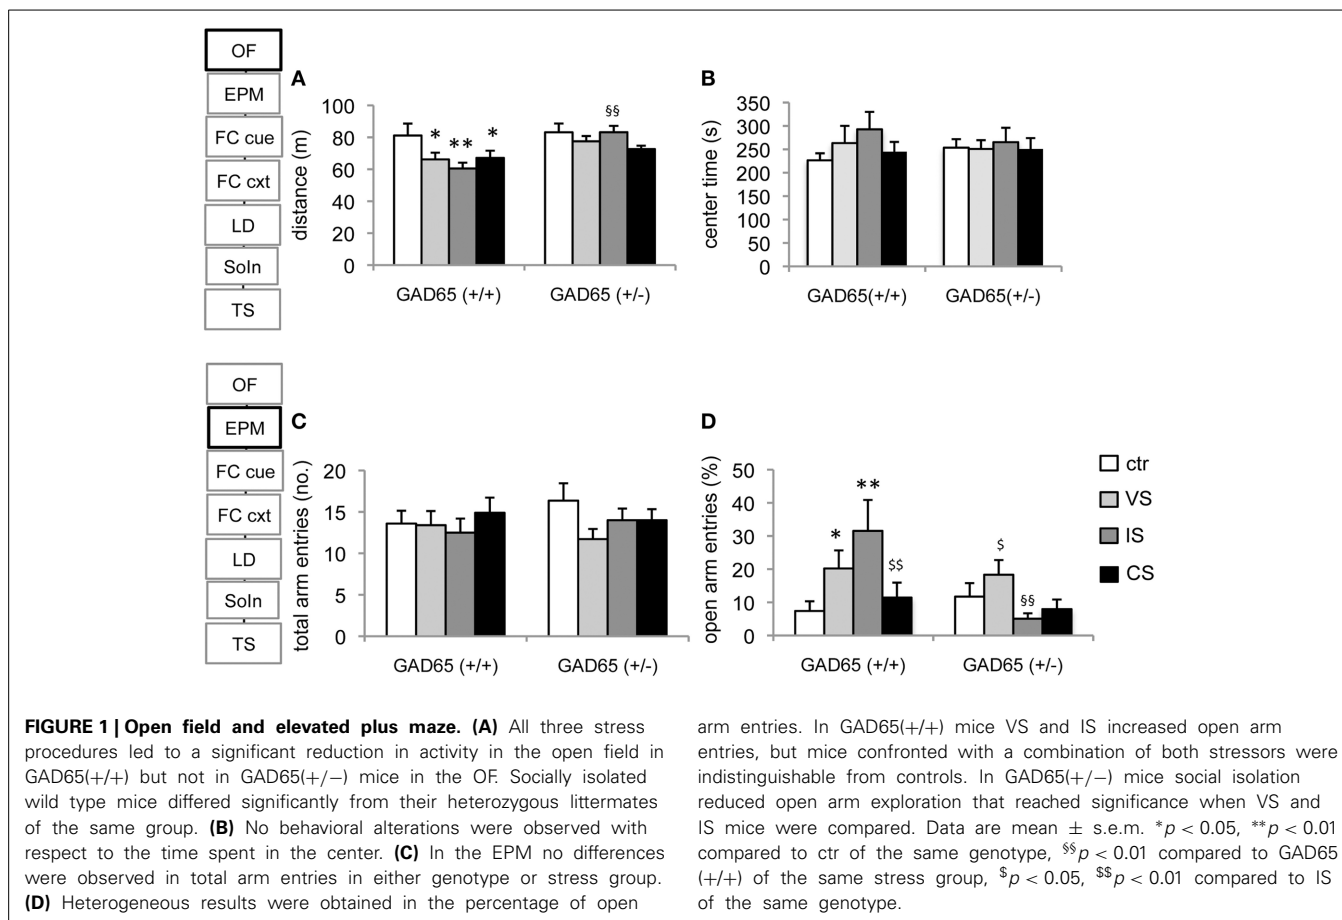 OF
EPM
FC cue
FC cxt
LD
SoIn
TS
A
distance (m)
100
80
60
40
20
0
*
**
*
§§
GAD65 (+/+)
GAD65 (+/-)
B
center time (s)
350
300
250
200
150
100
50
0
GAD65(+/+)
GAD65(+/-)
OF
EPM
FC cue
FC cxt
LD
SoIn
TS
C
total arm entries (no.)
20
15
10
5
0
GAD65 (+/+)
GAD65 (+/-)
D
open arm entries (%)
50
40
30
20
10
0
*
**
$$
$
§§
GAD65 (+/+)
GAD65 (+/-)
ctr
VS
IS
CS
FIGURE 1 | Open field and elevated plus maze. (A) All three stress
procedures led to a significant reduction in activity in the open field in
GAD65(+/+) but not in GAD65(+/−) mice in the OF. Socially isolated
wild type mice differed significantly from their heterozygous littermates
of the same group. (B) No behavioral alterations were observed with
respect to the time spent in the center. (C) In the EPM no differences
were observed in total arm entries in either genotype or stress group.
(D) Heterogeneous results were obtained in the percentage of open
arm entries. In GAD65(+/+) mice VS and IS increased open arm
entries, but mice confronted with a combination of both stressors were
indistinguishable from controls. In GAD65(+/−) mice social isolation
reduced open arm exploration that reached significance when VS and
IS mice were compared. Data are mean ± s.e.m. *p < 0.05, **p < 0.01
compared to ctr of the same genotype, §§p < 0.01 compared to GAD65
(+/+) of the same stress group, $p < 0.05, $$p < 0.01 compared to IS
of the same genotype.